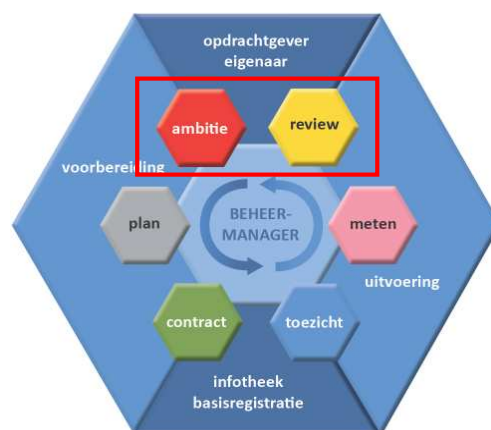 opdrachtgever
eigenaar
ambitie
review
voorbereiding
plan
BEHEER-
MANAGER
meten
uitvoering
contract
toezicht
infotheek
basisregistratie